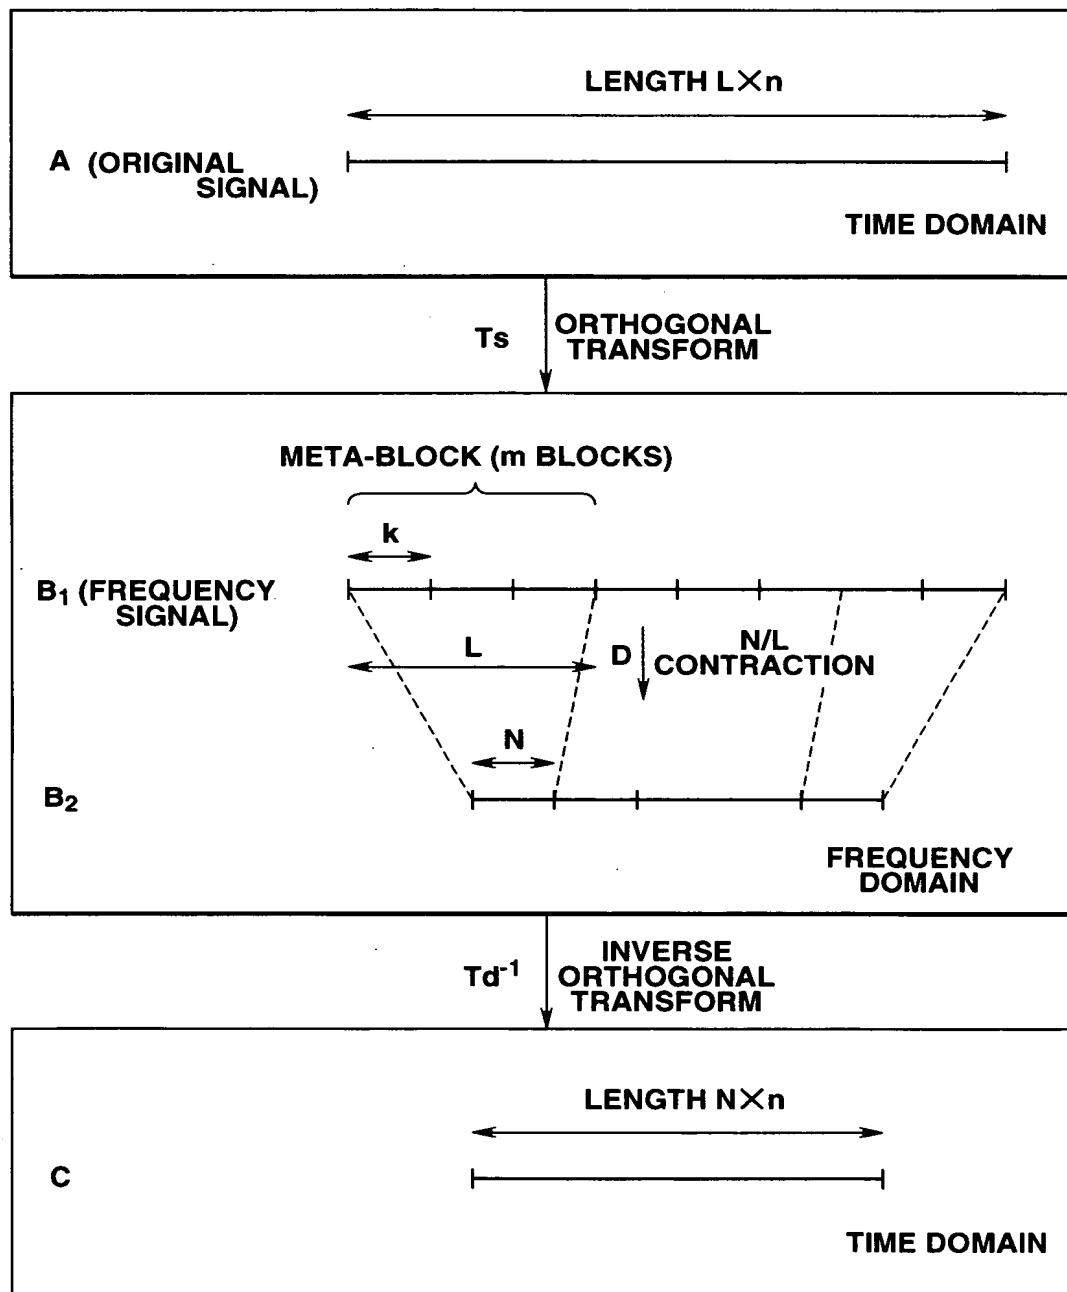 LENGTH L×n
A (ORIGINAL
SIGNAL)
TIME DOMAIN
Ts
ORTHOGONAL
TRANSFORM
META-BLOCK (m BLOCKS)
k
B1 (FREQUENCY
SIGNAL)
L
D
N/L
CONTRACTION
N
B2
FREQUENCY
DOMAIN
Td-1
INVERSE
ORTHOGONAL
TRANSFORM
LENGTH N×n
C
TIME DOMAIN